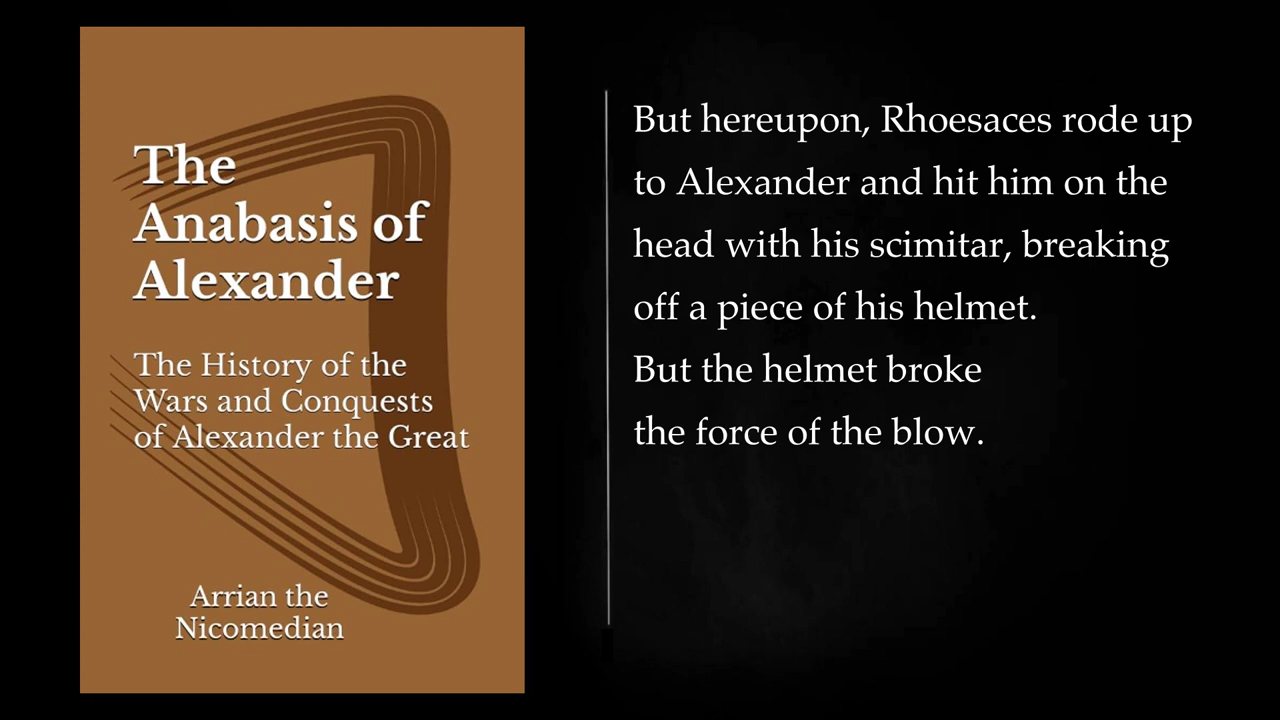 The
Anabasis of
Alexander
The History of the
Wars and Conquests
of Alexander the Great
Arrian the
Nicomedian
But hereupon, Rhoesaces rode up
to Alexander and hit him on the
head with his scimitar, breaking
off a piece of his helmet.
But the helmet broke
the force of the blow.